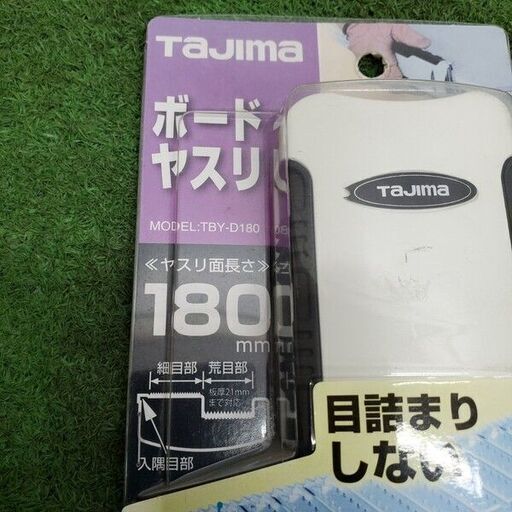 TAJIMA
ボード
ヤスリ
MODEL:TBY-D180
≪ヤスリ面長さ≫
180
mm
細目部
荒目部
板厚21mm
まで対応
入隅目部
TAJIMA
目詰まり
しない